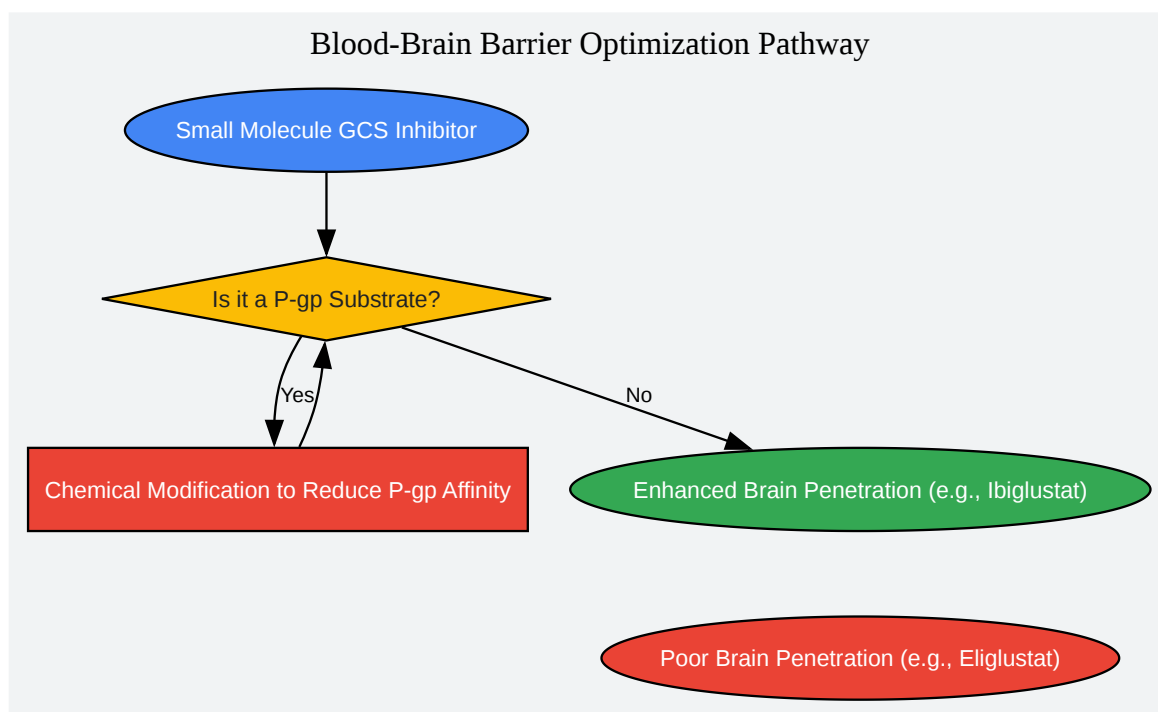 Blood-Brain Barrier Optimization Pathway
Small Molecule GCS Inhibitor
Is it a P-gp Substrate?
Yes
No
Chemical Modification to Reduce P-gp Affinity
Enhanced Brain Penetration (e.g., Ibiglustat)
Poor Brain Penetration (e.g., Eliglustat)